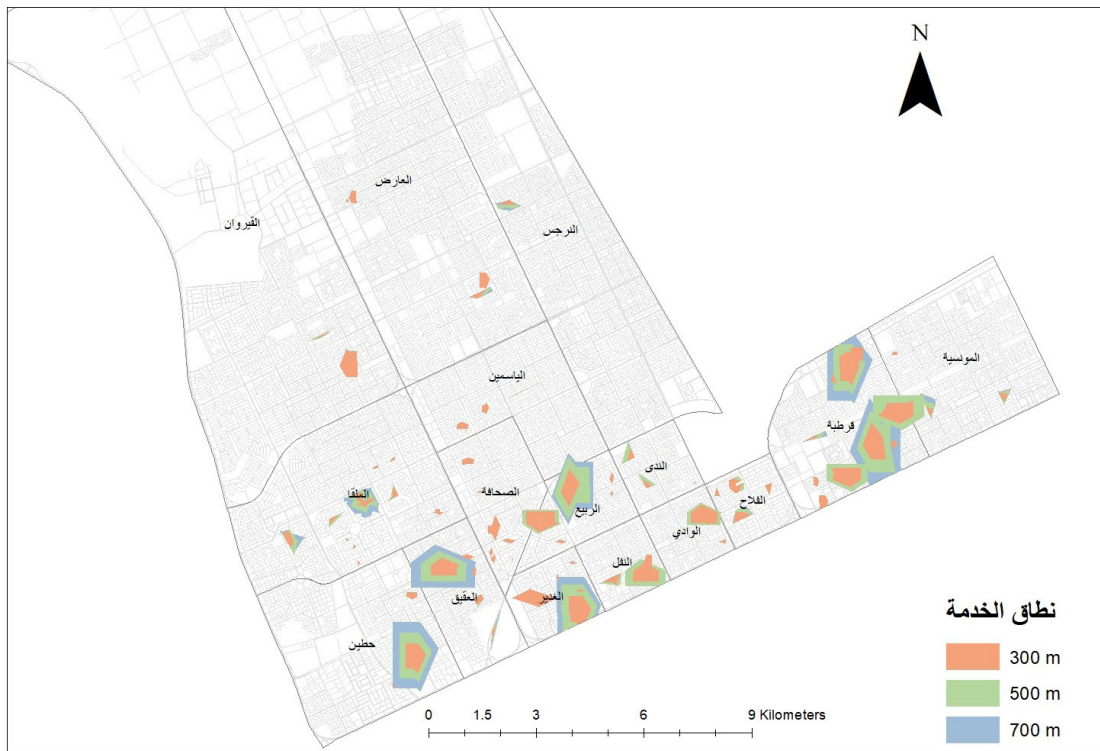 N
العارض
القيروان
النرجس
المونسية
الياسمين
قرطبة
الندى
الملقا
الصحافة
الربيع
الفلاح
الوادي
النفل
العقيق
الغدير
حطين
نطاق الخدمة
300 m
500 m
700 m
0 1.5 3 6 9 Kilometers